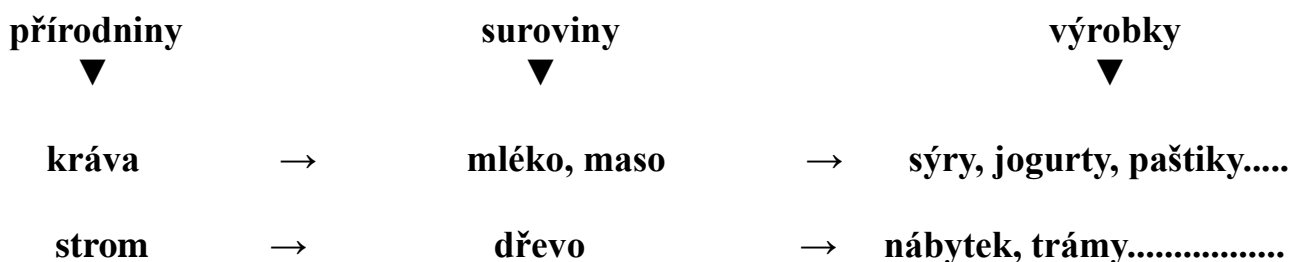 přírodniny suroviny výrobky
▼ ▼ ▼
kráva → mléko, maso → sýry, jogurty, paštiky.....
strom → dřevo → nábytek, trámy.................